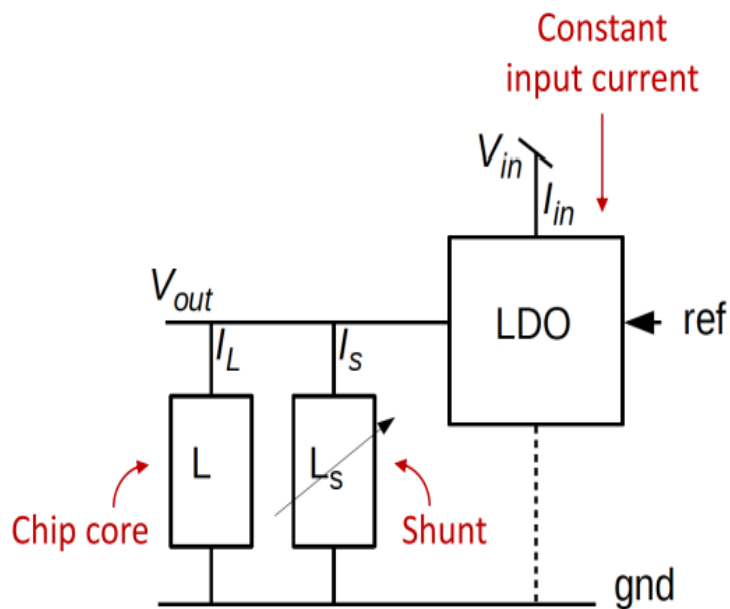 Constant
input current
Vin
Iin
Vout
LDO
ref
IL
Is
L
Ls
Chip core
Shunt
gnd